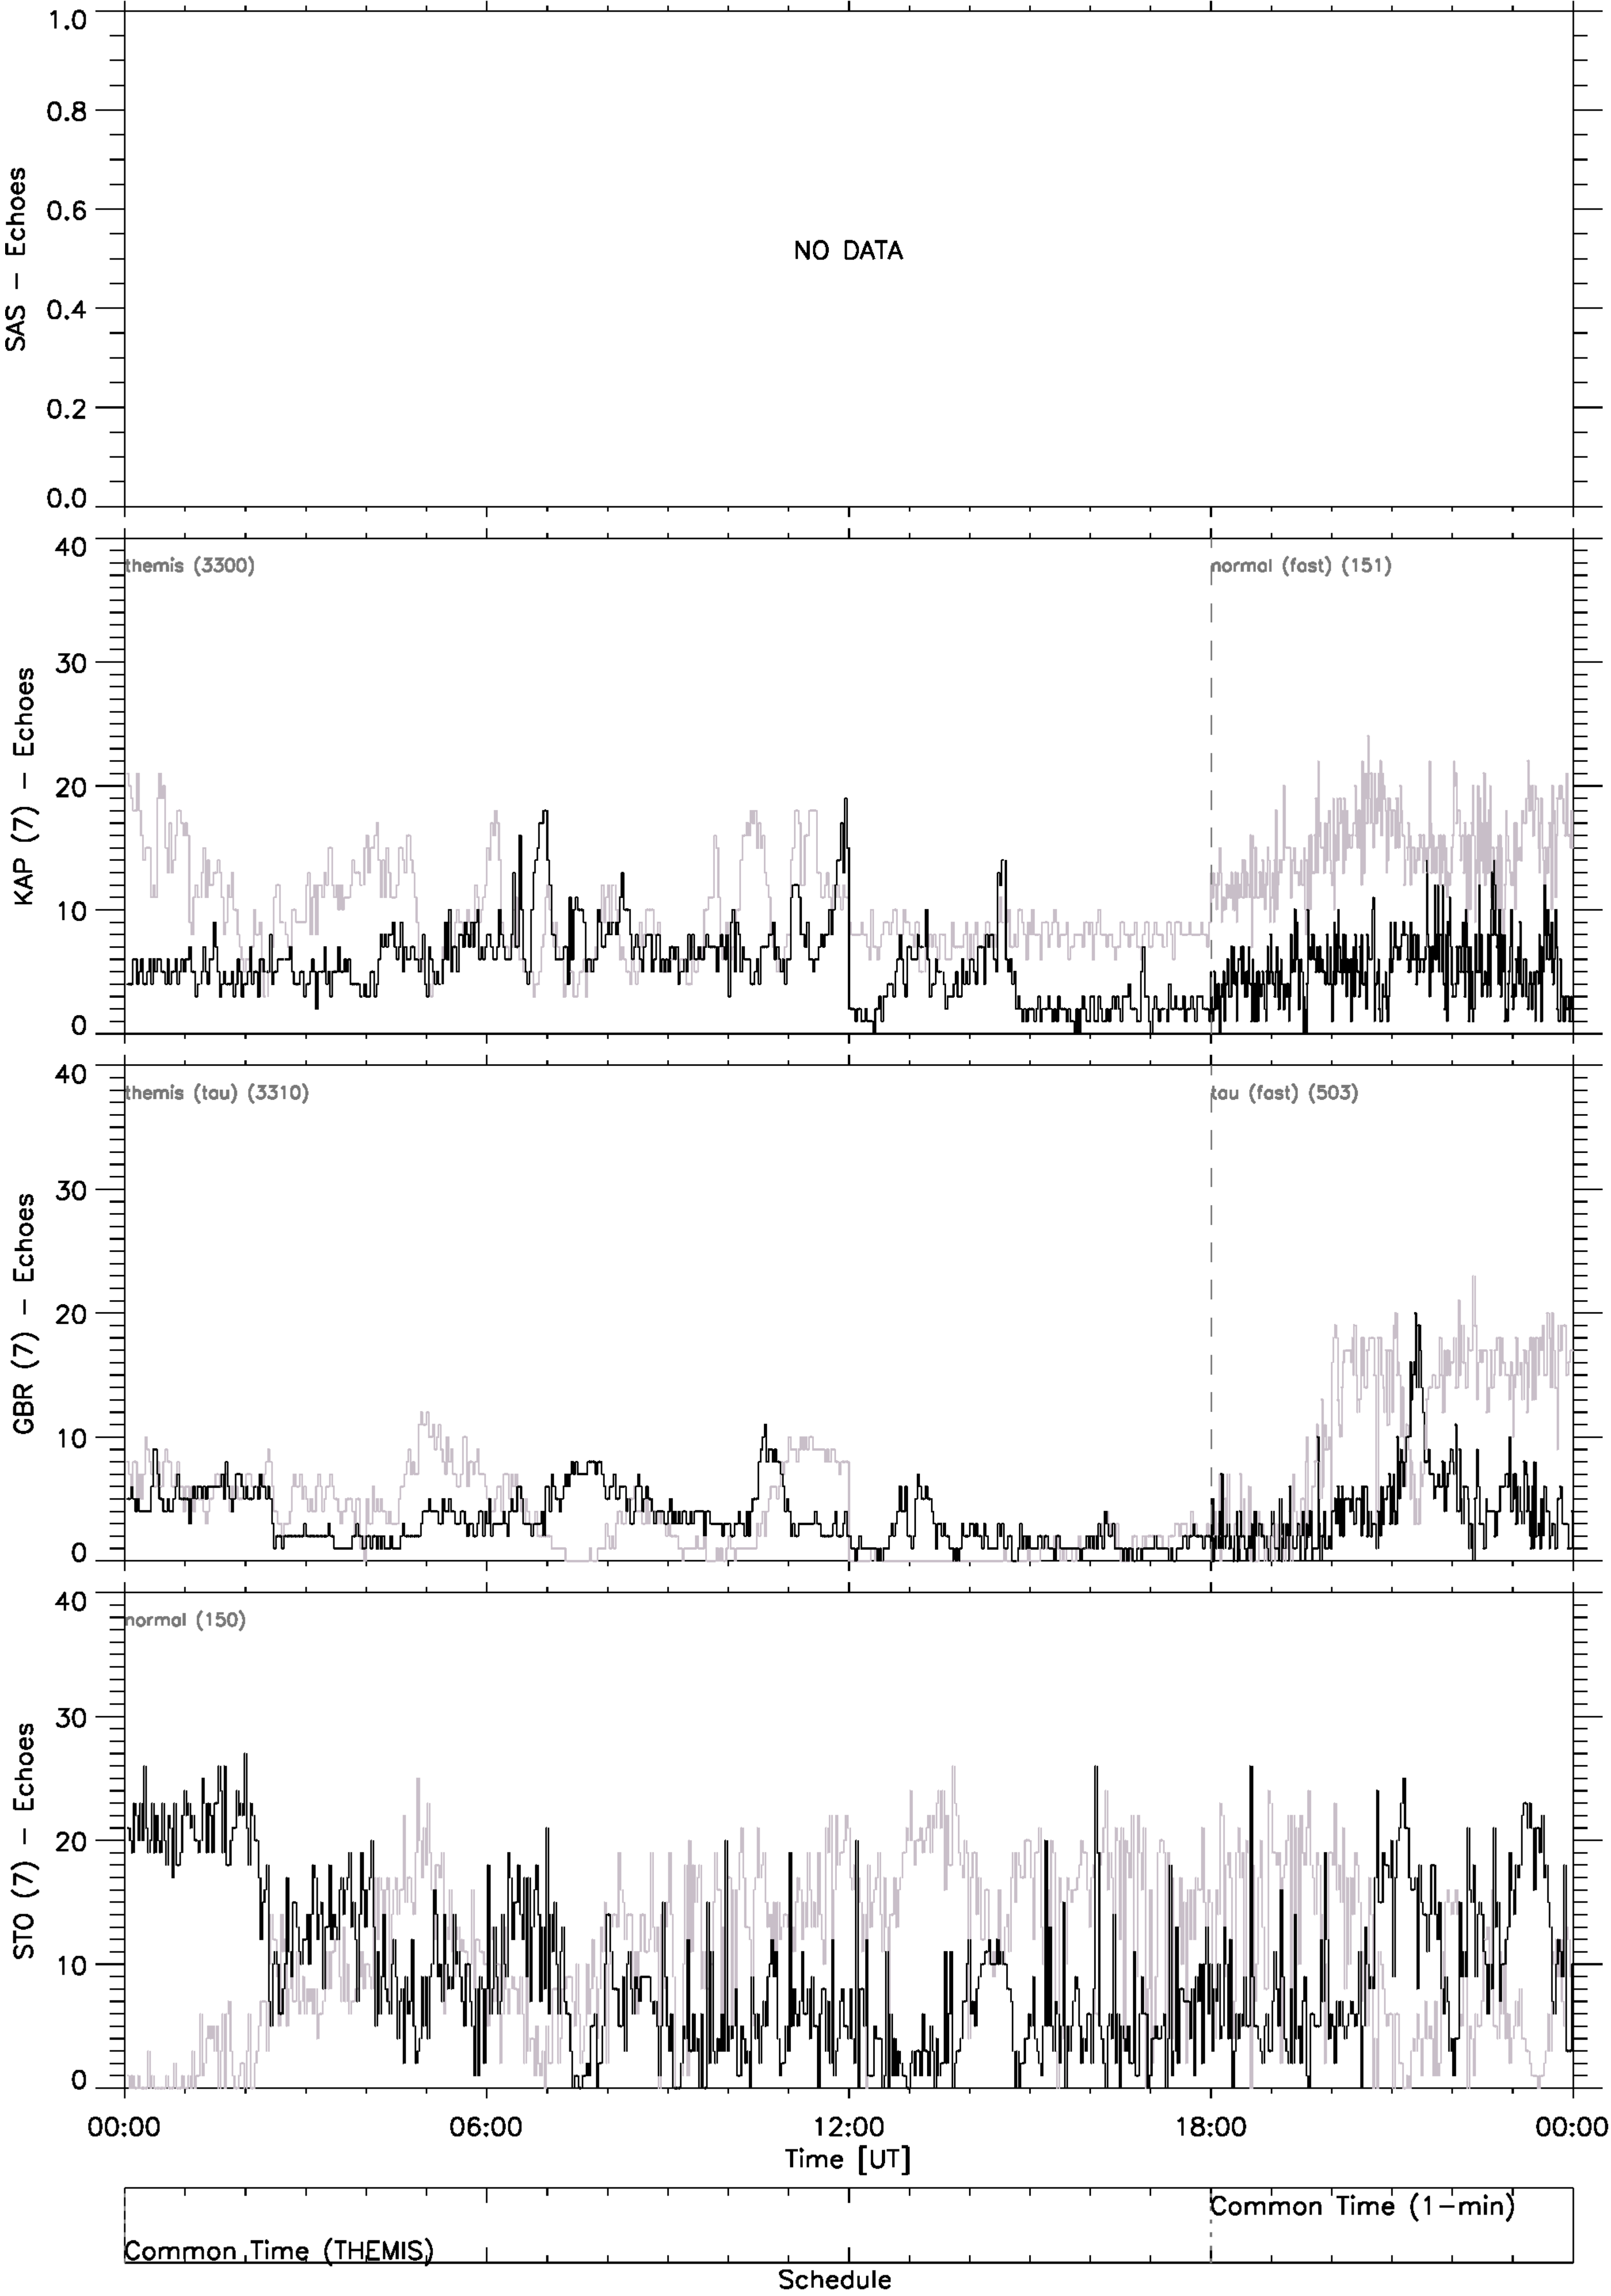 1.0
0.8
0.6
0.4
0.2
0.0
SAS – Echoes
NO DATA
40
30
20
10
0
KAP (7) – Echoes
themis (3300)
normal (fast) (151)
40
30
20
10
0
GBR (7) – Echoes
themis (tau) (3310)
tau (fast) (503)
40
30
20
10
0
STO (7) – Echoes
normal (150)
00:00 06:00 12:00 18:00 00:00
Time [UT]
Common Time (1–min)
Common Time (THEMIS)
Schedule